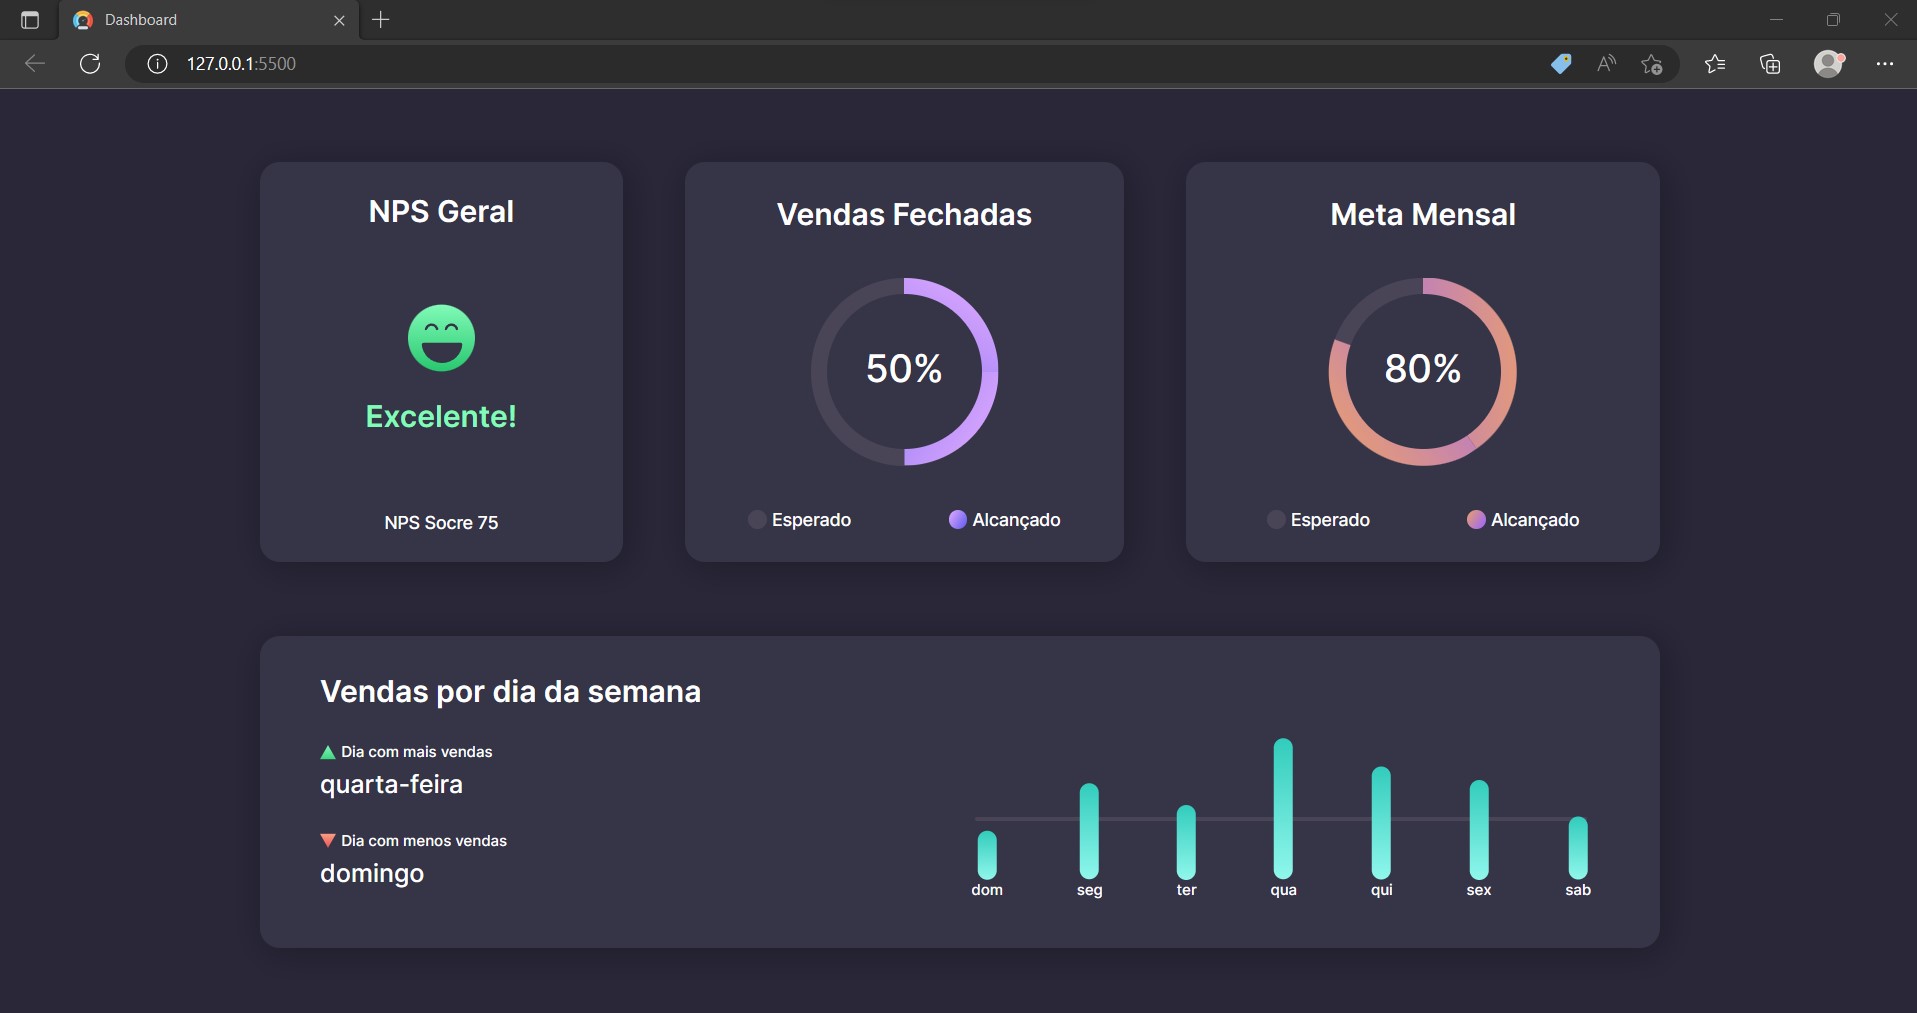 Dashboard
127.0.0.1:5500
NPS Geral
Excelente!
NPS Socre 75
Vendas Fechadas
50%
Esperado
Alcançado
Meta Mensal
80%
Esperado
Alcançado
Vendas por dia da semana
Dia com mais vendas
quarta-feira
Dia com menos vendas
domingo
dom seg ter qua qui sex sab